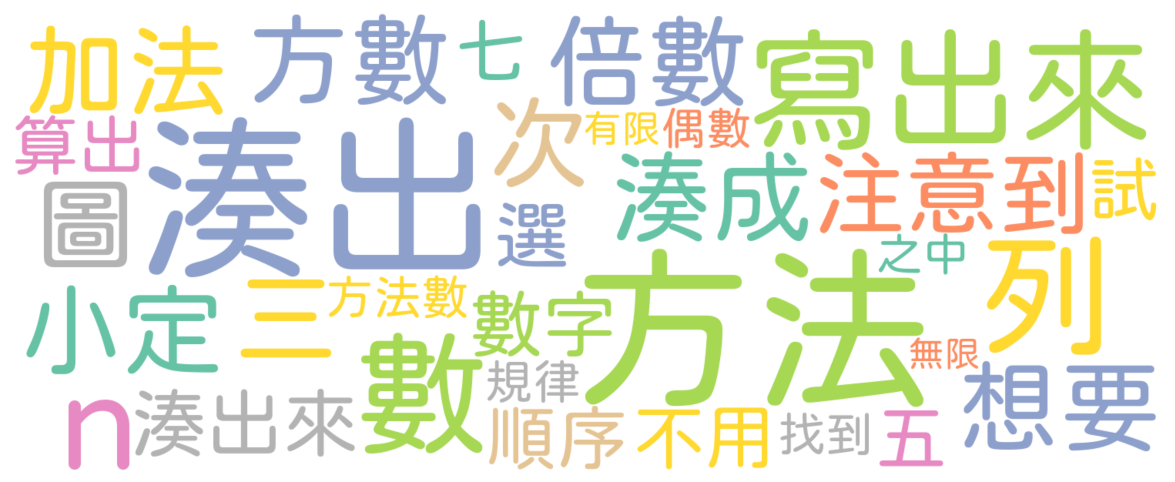 加法 方數 七 倍數 寫出來
算出 湊出 次 有限 偶數
圖 選 湊成 注意到 試
之中
小定 三 方法數 數字 方法 列
n 湊出來 數 規律 無限 想要
順序 不用 找到 五